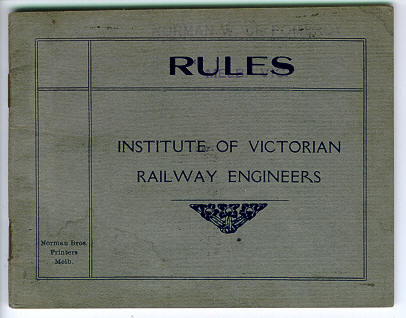 RULES
INSTITUTE OF VICTORIAN
RAILWAY ENGINEERS
Norman Bros.
Printers
Melb.